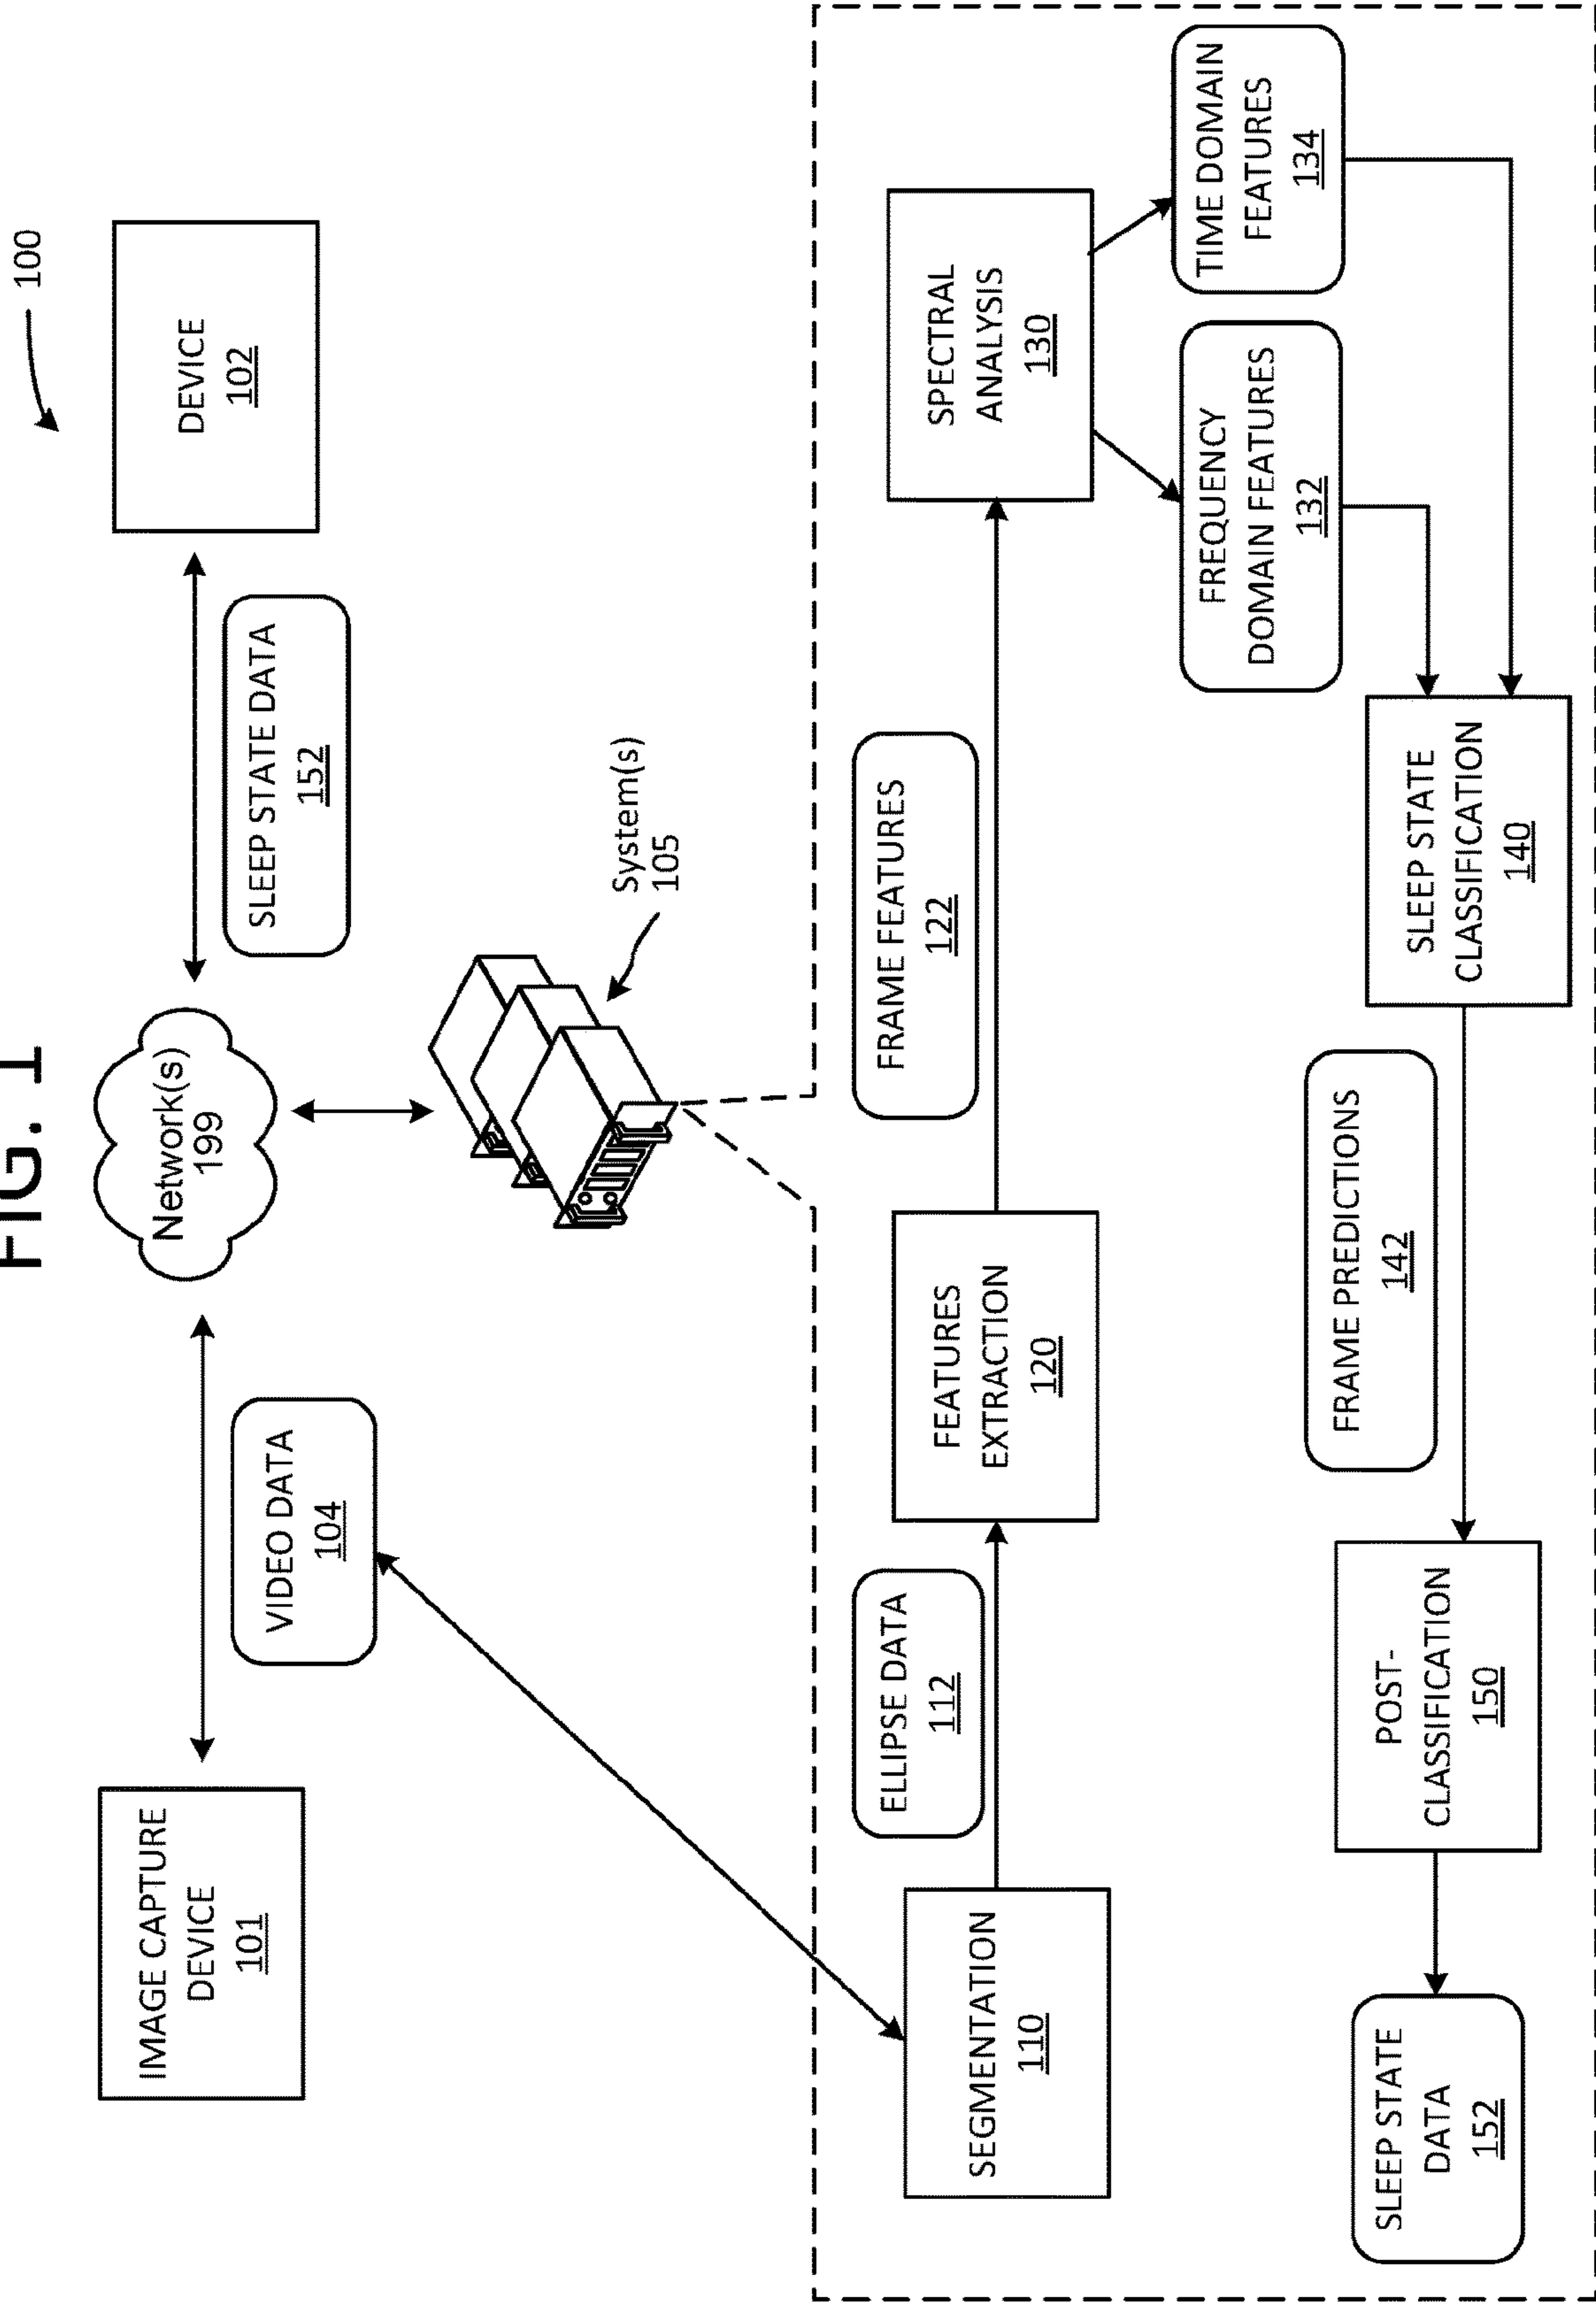 FIG. 1
100
IMAGE CAPTURE
DEVICE
101
Network(s)
199
DEVICE
102
VIDEO DATA
104
SLEEP STATE DATA
152
System(s)
105
SEGMENTATION
110
ELLIPSE DATA
112
FEATURES
EXTRACTION
120
FRAME FEATURES
122
SPECTRAL
ANALYSIS
130
FREQUENCY
DOMAIN FEATURES
132
TIME DOMAIN
FEATURES
134
SLEEP STATE
CLASSIFICATION
140
FRAME PREDICTIONS
142
POST-
CLASSIFICATION
150
SLEEP STATE
DATA
152